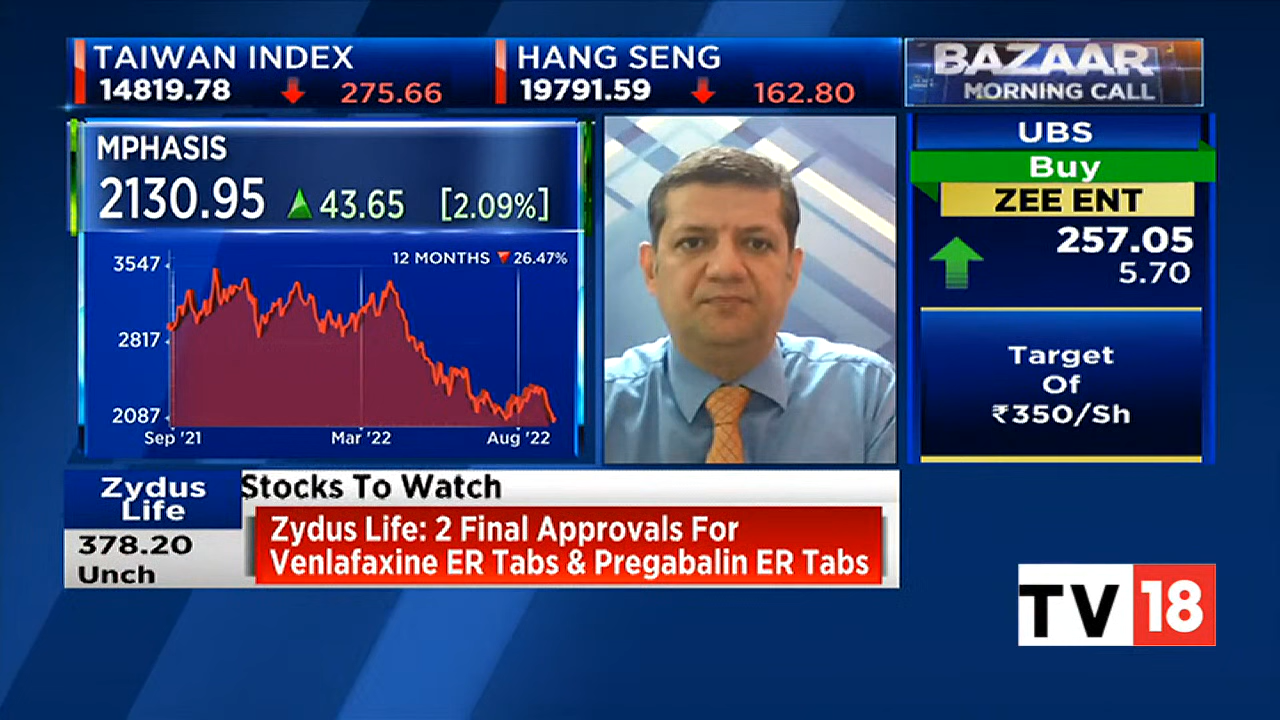 TAIWAN INDEX
14819.78 275.66
HANG SENG
19791.59 162.80
BAZAAR
MORNING CALL
MPHASIS
2130.95 43.65 [2.09%]
12 MONTHS 26.47%
3547
2817
2087
Sep '21 Mar '22 Aug '22
UBS
Buy
ZEE ENT
257.05
5.70
Target
Of
₹350/Sh
Zydus
Life
378.20
Unch
Stocks To Watch
Zydus Life: 2 Final Approvals For
Venlafaxine ER Tabs & Pregabalin ER Tabs
TV18